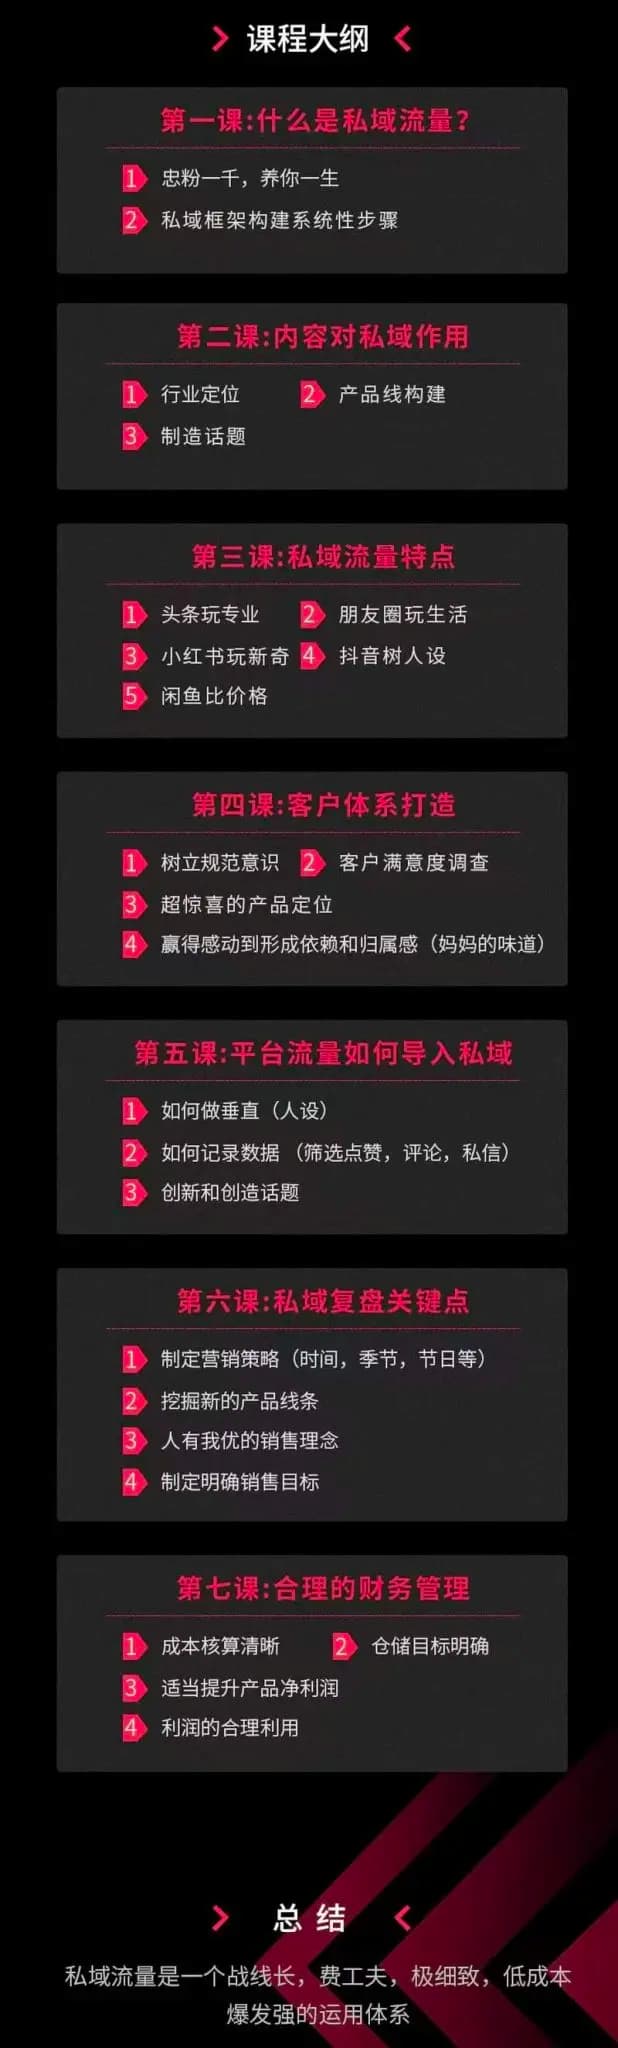 课程大纲
第一课:什么是私域流量?
1 忠粉一千，养你一生
2 私域框架构建系统性步骤
第二课:内容对私域作用
1 行业定位 2 产品线构建
3 制造话题
第三课:私域流量特点
1 头条玩专业 2 朋友圈玩生活
3 小红书玩新奇 4 抖音树人设
5 闲鱼比价格
第四课:客户体系打造
1 树立规范意识 2 客户满意度调查
3 超惊喜的产品定位
4 赢得感动到形成依赖和归属感（妈妈的味道）
第五课:平台流量如何导入私域
1 如何做垂直（人设）
2 如何记录数据（筛选点赞，评论，私信）
3 创新和创造话题
第六课:私域复盘关键点
1 制定营销策略（时间，季节，节日等）
2 挖掘新的产品线条
3 人有我优的销售理念
4 制定明确销售目标
第七课:合理的财务管理
1 成本核算清晰 2 仓储目标明确
3 适当提升产品净利润
4 利润的合理利用
总结
私域流量是一个战线长，费工夫，极细致，低成本
爆发强的运用体系